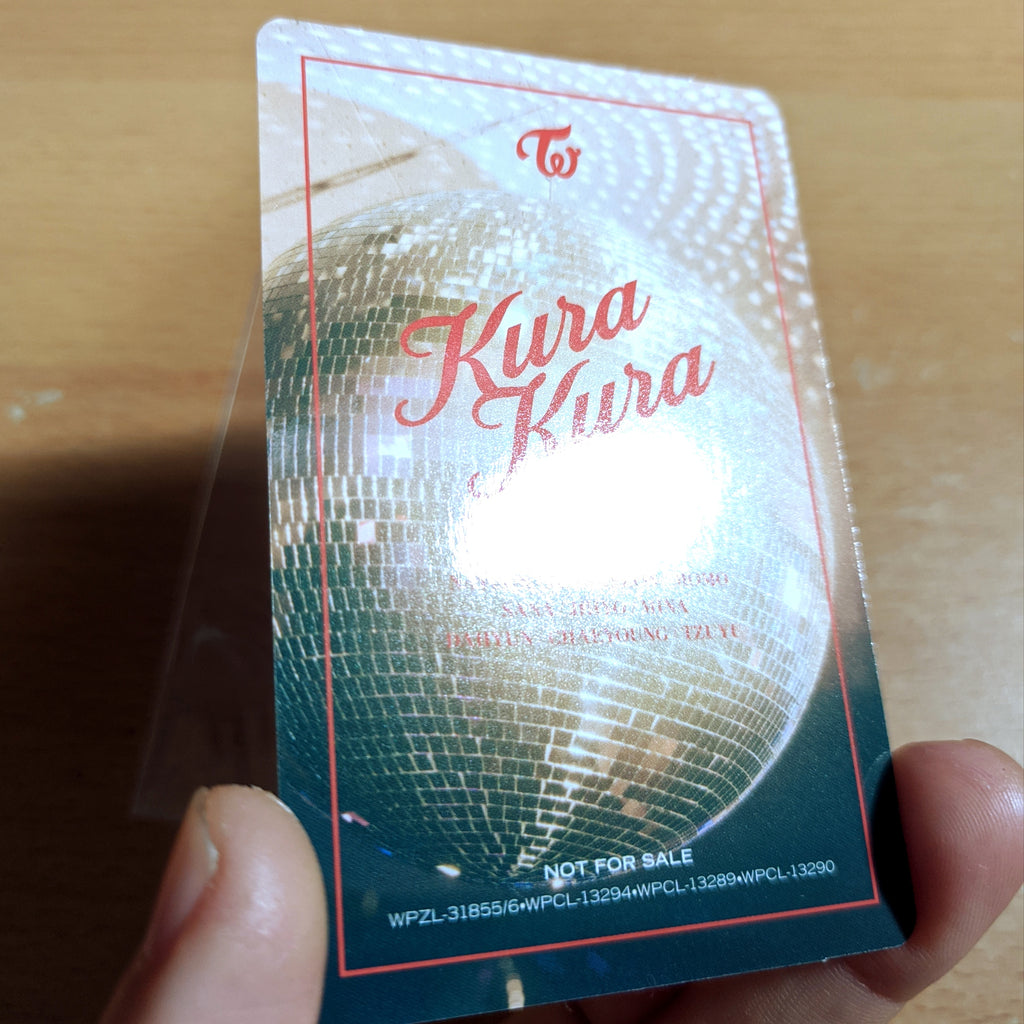 TW
Kura
Kura
MOMO
SANA JIHYO MINA
DAHYUN CHAEYOUNG TZUYU
NOT FOR SALE
WPZL-31855/6•WPCL-13294•WPCL-13289•WPCL-13290